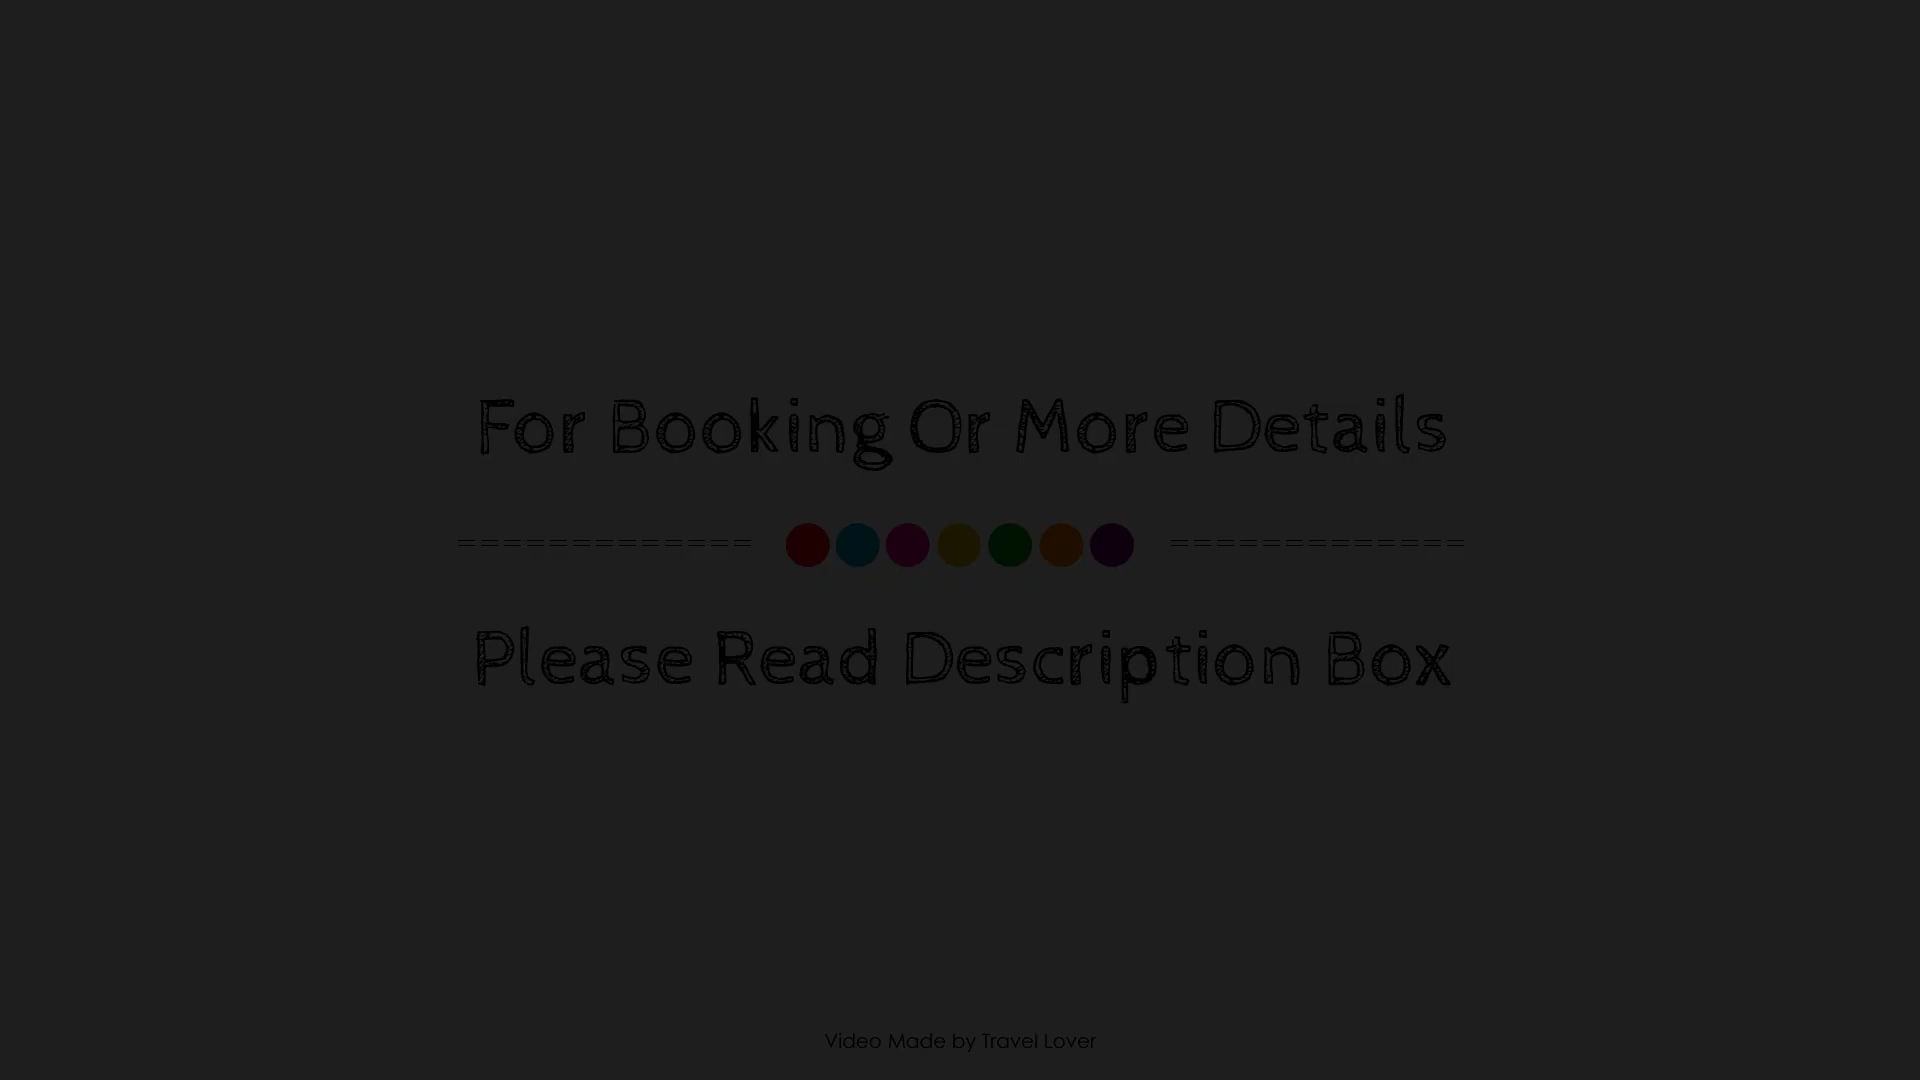 For Booking Or More Details
============= =============
Please Read Description Box
Video Made by Travel Lover